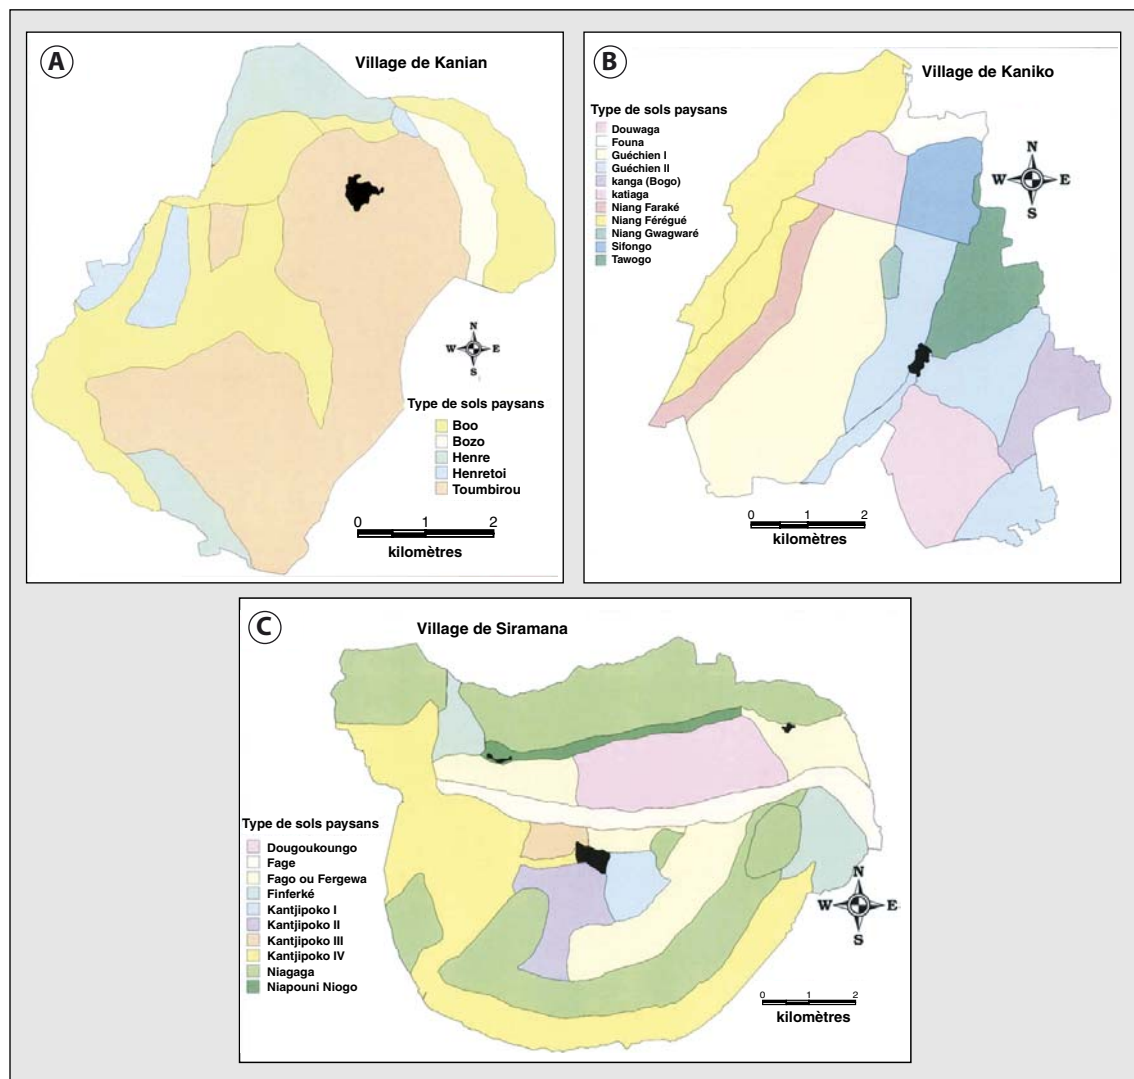 A
Village de Kanian
N
W E
S
Type de sols paysans
Boo
Bozo
Henre
Henretoi
Toumbirou
0 1 2
kilomètres
B
Village de Kaniko
Type de sols paysans
Douwaga
Founa
Guéchien I
Guéchien II
kanga (Bogo)
katiaga
Niang Faraké
Niang Férégué
Niang Gwagwaré
Sifongo
Tawogo
N
W E
S
0 1 2
kilomètres
C
Village de Siramana
Type de sols paysans
Dougoukoungo
Fage
Fago ou Fergewa
Finferké
Kantjipoko I
Kantjipoko II
Kantjipoko III
Kantjipoko IV
Niagaga
Niapouni Niogo
N
W E
S
0 1 2
kilomètres